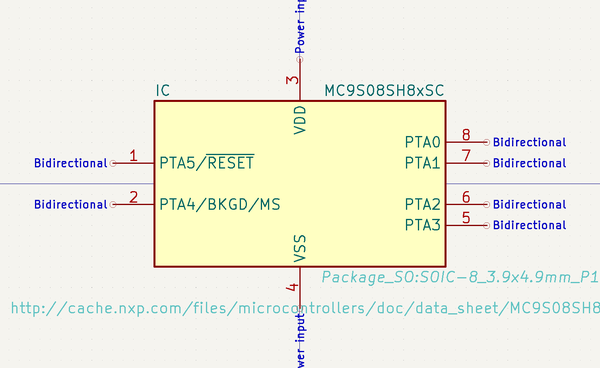 Power in
3
IC
MC9S08SH8xSC
VDD
PTA0 8 Bidirectional
Bidirectional 1 PTA5/RESET
PTA1 7 Bidirectional
Bidirectional 2 PTA4/BKGD/MS
PTA2 6 Bidirectional
PTA3 5 Bidirectional
VSS
4
Package_SO:SOIC-8_3.9x4.9mm_P1
http://cache.nxp.com/files/microcontrollers/doc/data_sheet/MC9S08SH8
wer input